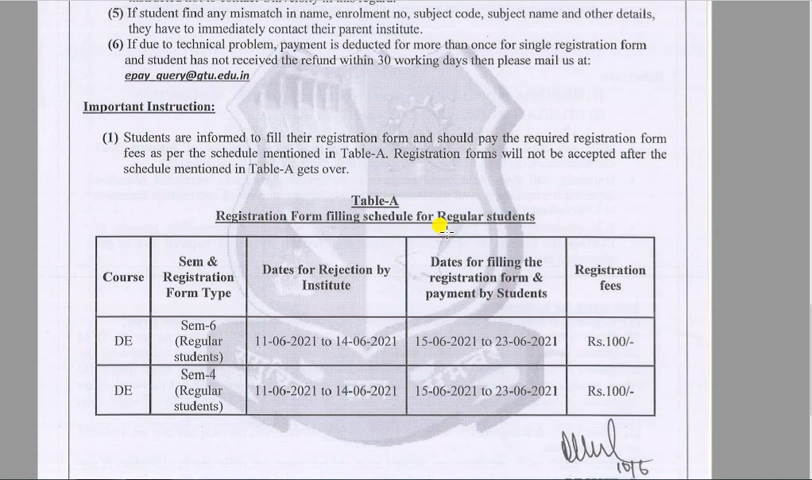 (5) If student find any mismatch in name, enrolment no, subject code, subject name and other details,
they have to immediately contact their parent institute.
(6) If due to technical problem, payment is deducted for more than once for single registration form
and student has not received the refund within 30 working days then please mail us at:
epay_query@gtu.edu.in
Important Instruction:
(1) Students are informed to fill their registration form and should pay the required registration form
fees as per the schedule mentioned in Table-A. Registration forms will not be accepted after the
schedule mentioned in Table-A gets over.
Table-A
Registration Form filling schedule for Regular students
Course
Sem &
Registration
Form Type
Dates for Rejection by
Institute
Dates for filling the
registration form &
payment by Students
Registration
fees
DE
Sem-6
(Regular
students)
11-06-2021 to 14-06-2021
15-06-2021 to 23-06-2021
Rs.100/-
DE
Sem-4
(Regular
students)
11-06-2021 to 14-06-2021
15-06-2021 to 23-06-2021
Rs.100/-
10/6